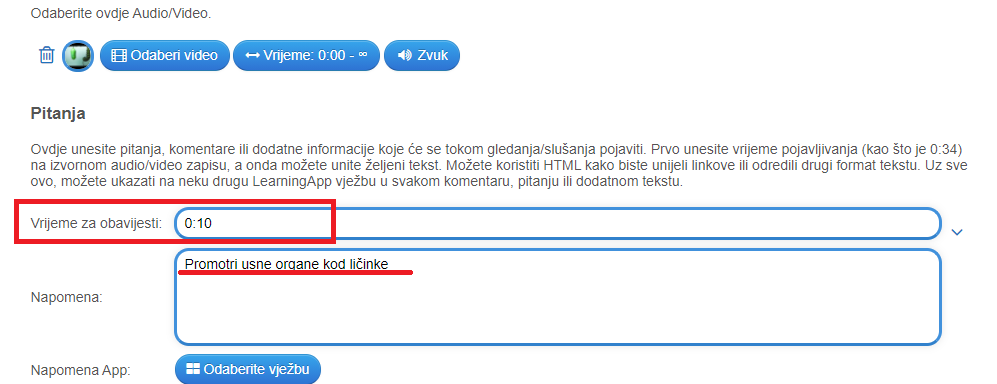 Odaberite ovdje Audio/Video.
Odaberi video
Vrijeme: 0:00 - ∞
Zvuk
Pitanja
Ovdje unesite pitanja, komentare ili dodatne informacije koje će se tokom gledanja/slušanja pojaviti. Prvo unesite vrijeme pojavljivanja (kao što je 0:34)
na izvornom audio/video zapisu, a onda možete unite željeni tekst. Možete koristiti HTML kako biste unijeli linkove ili odredili drugi format tekstu. Uz sve
ovo, možete ukazati na neku drugu LearningApp vježbu u svakom komentaru, pitanju ili dodatnom tekstu.
Vrijeme za obavijesti: 0:10
Promotri usne organe kod ličinke
Napomena:
Napomena App: Odaberite vježbu